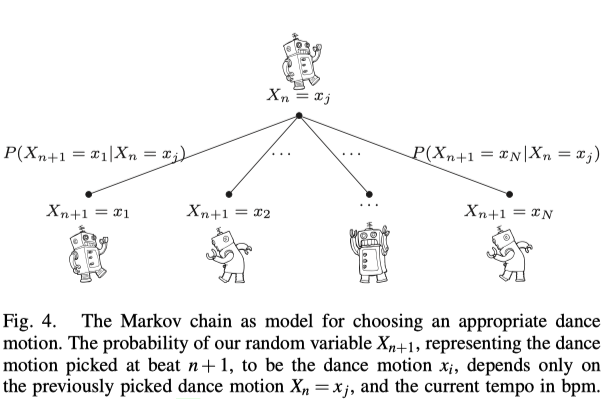 X_n = x_j
P(X_{n+1} = x_1|X_n = x_j) ... ... P(X_{n+1} = x_N|X_n = x_j)
X_{n+1} = x_1 X_{n+1} = x_2 ... X_{n+1} = x_N
Fig. 4. The Markov chain as model for choosing an appropriate dance
motion. The probability of our random variable X_{n+1}, representing the dance
motion picked at beat n+1, to be the dance motion x_i, depends only on
the previously picked dance motion X_n = x_j, and the current tempo in bpm.